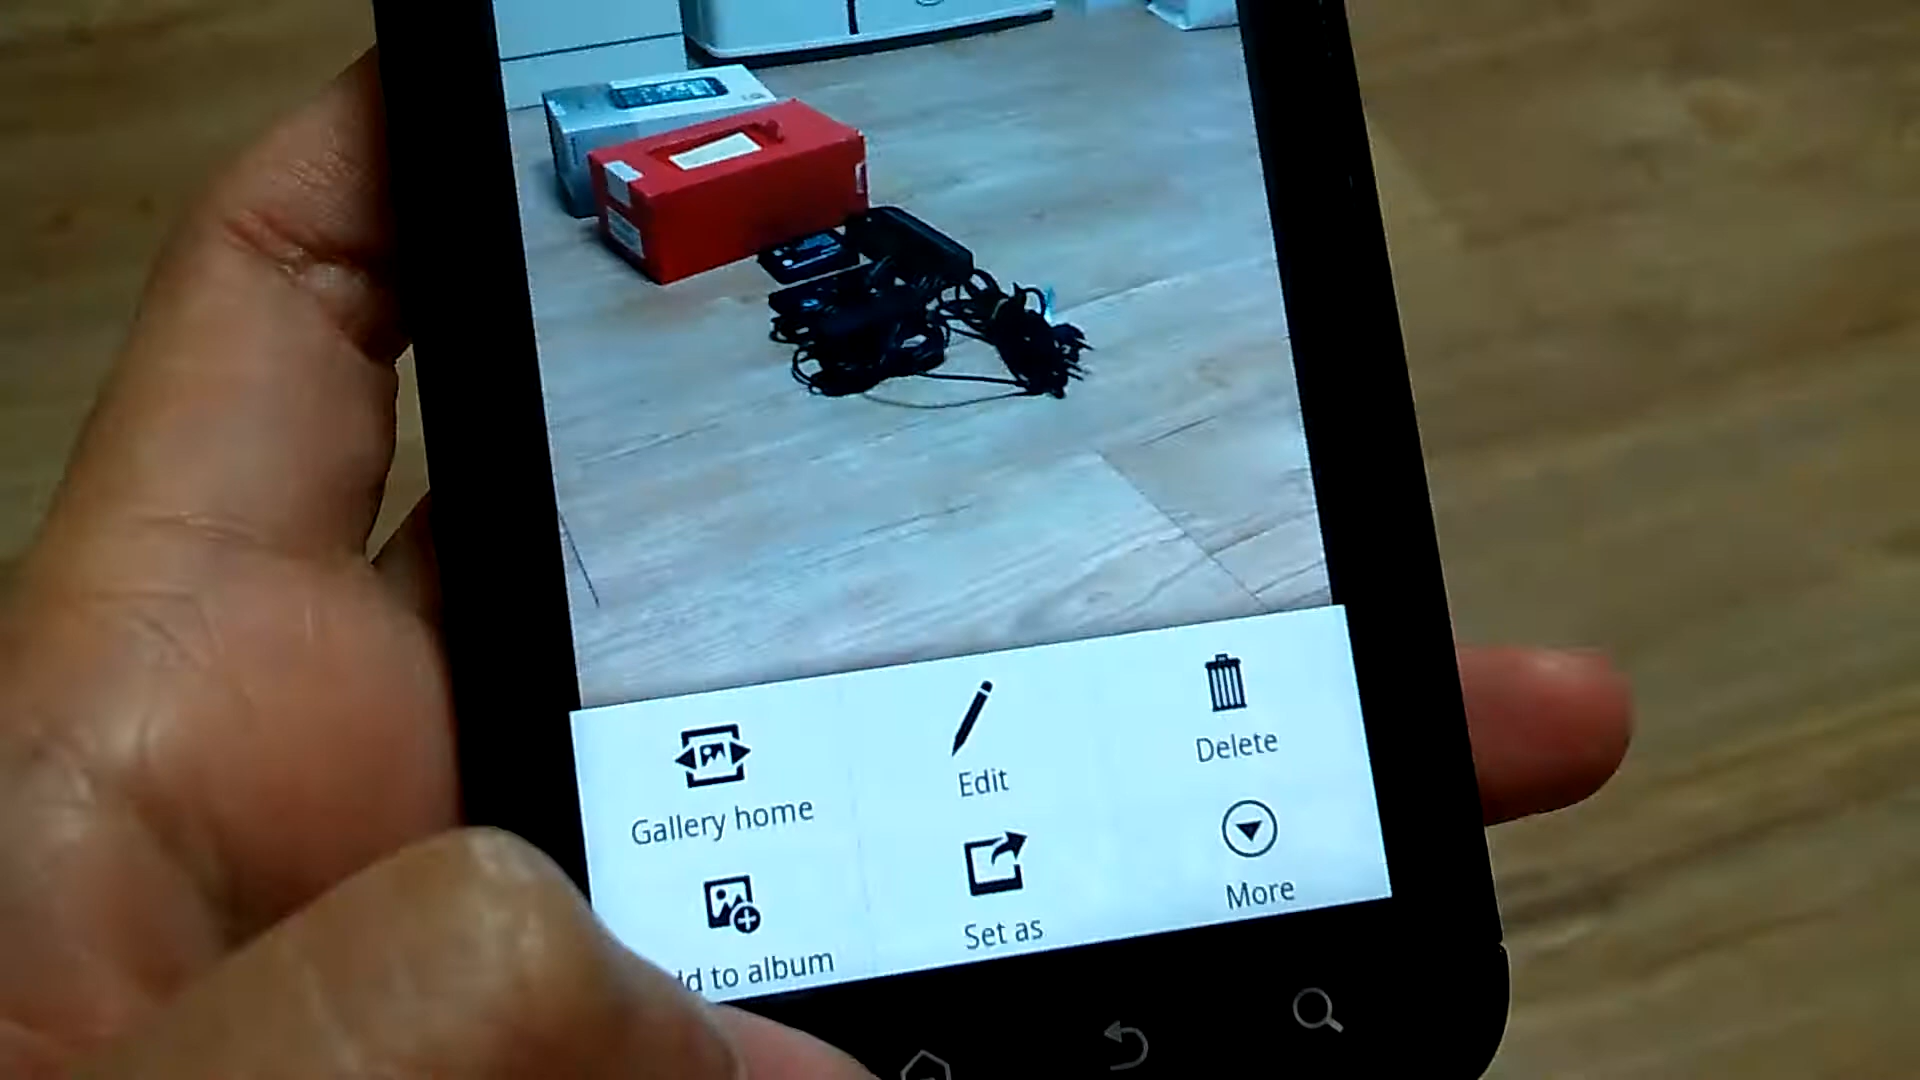 Gallery home
Edit
Delete
dd to album
Set as
More